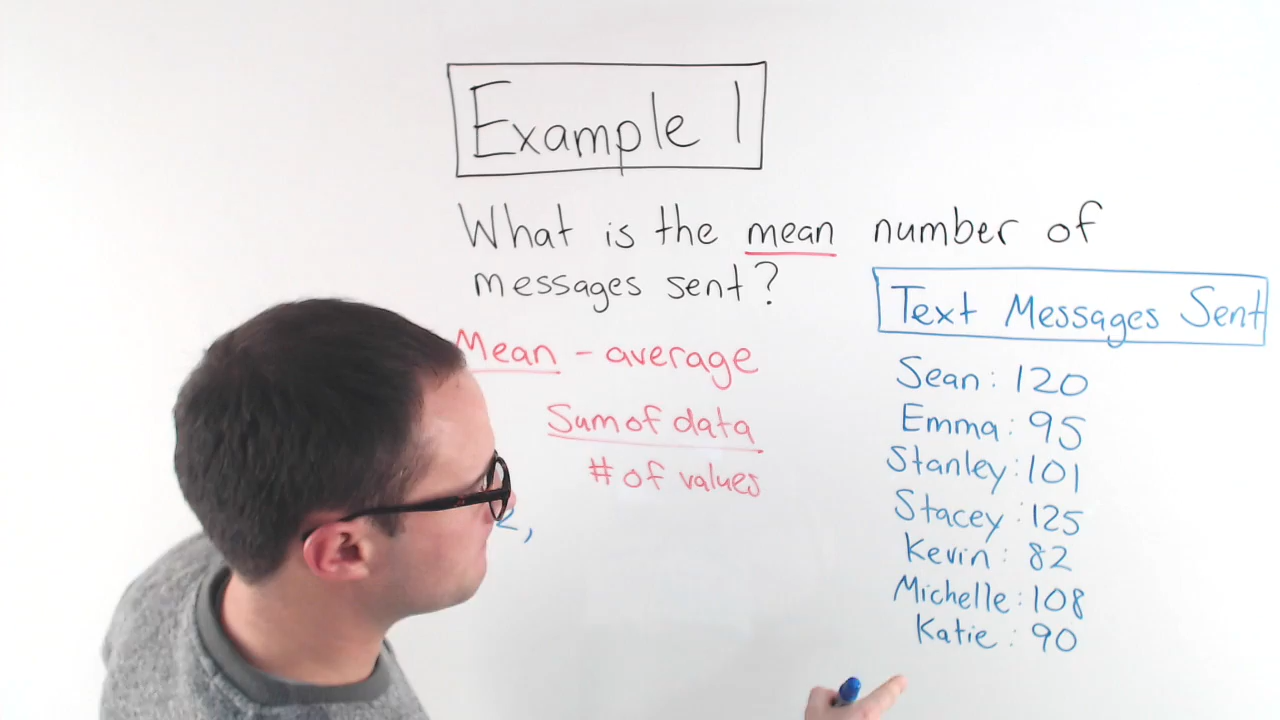 Example 1
What is the mean number of
messages sent?
Mean - average
Sum of data
# of values
2,
Text Messages Sent
Sean: 120
Emma: 95
Stanley: 101
Stacey: 125
Kevin: 82
Michelle: 108
Katie: 90